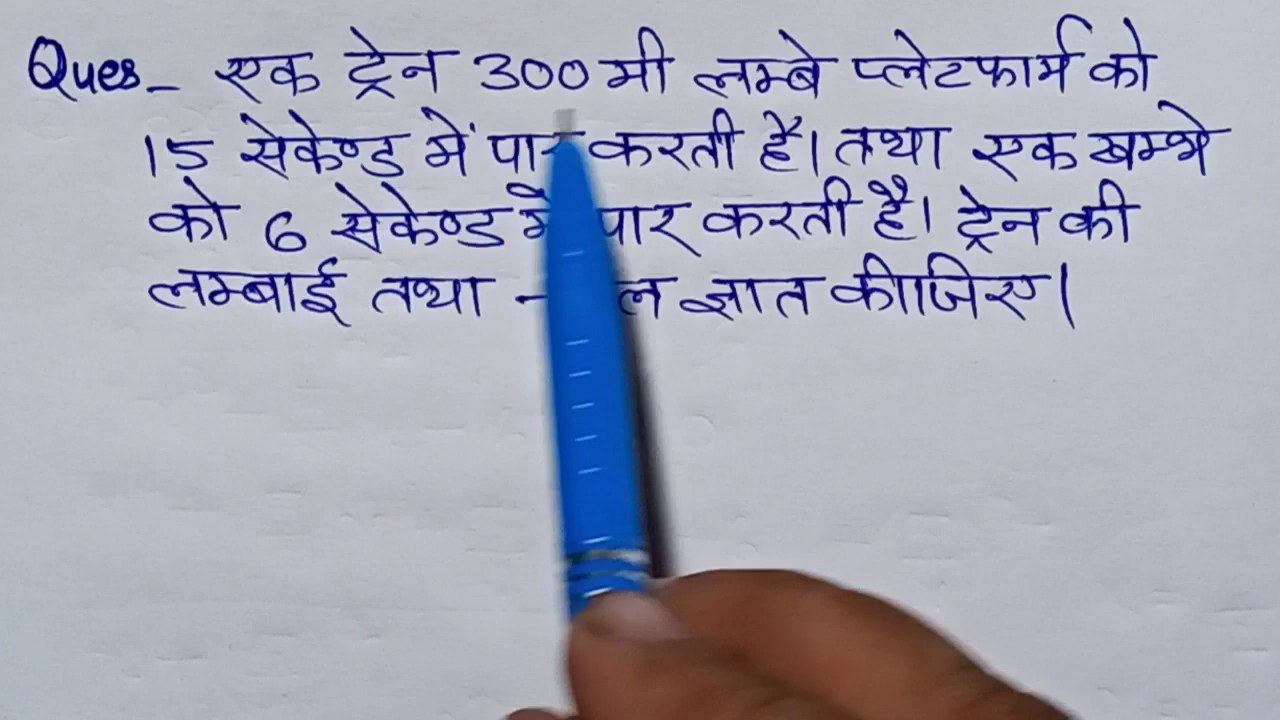 Ques- एक ट्रेन 300 मी लम्बे प्लेटफार्म को
15 सेकेण्ड में पार करती है। तथा एक खम्भे
को 6 सेकेण्ड में पार करती है। ट्रेन की
लम्बाई तथा ज्ञात कीजिए।